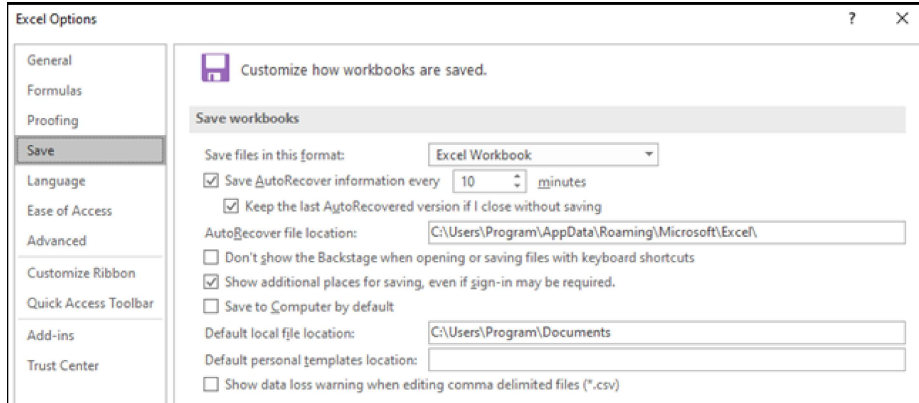 Excel Options
?
General
Formulas
Proofing
Save
Language
Ease of Access
Advanced
Customize Ribbon
Quick Access Toolbar
Add-ins
Trust Center
Customize how workbooks are saved.
Save workbooks
Save files in this format: Excel Workbook
Save AutoRecover information every 10 minutes
Keep the last AutoRecovered version if I close without saving
AutoRecover file location: C:\Users\Program\AppData\Roaming\Microsoft\Excel\
Don't show the Backstage when opening or saving files with keyboard shortcuts
Show additional places for saving, even if sign-in may be required.
Save to Computer by default
Default local file location: C:\Users\Program\Documents
Default personal templates location:
Show data loss warning when editing comma delimited files (*.csv)